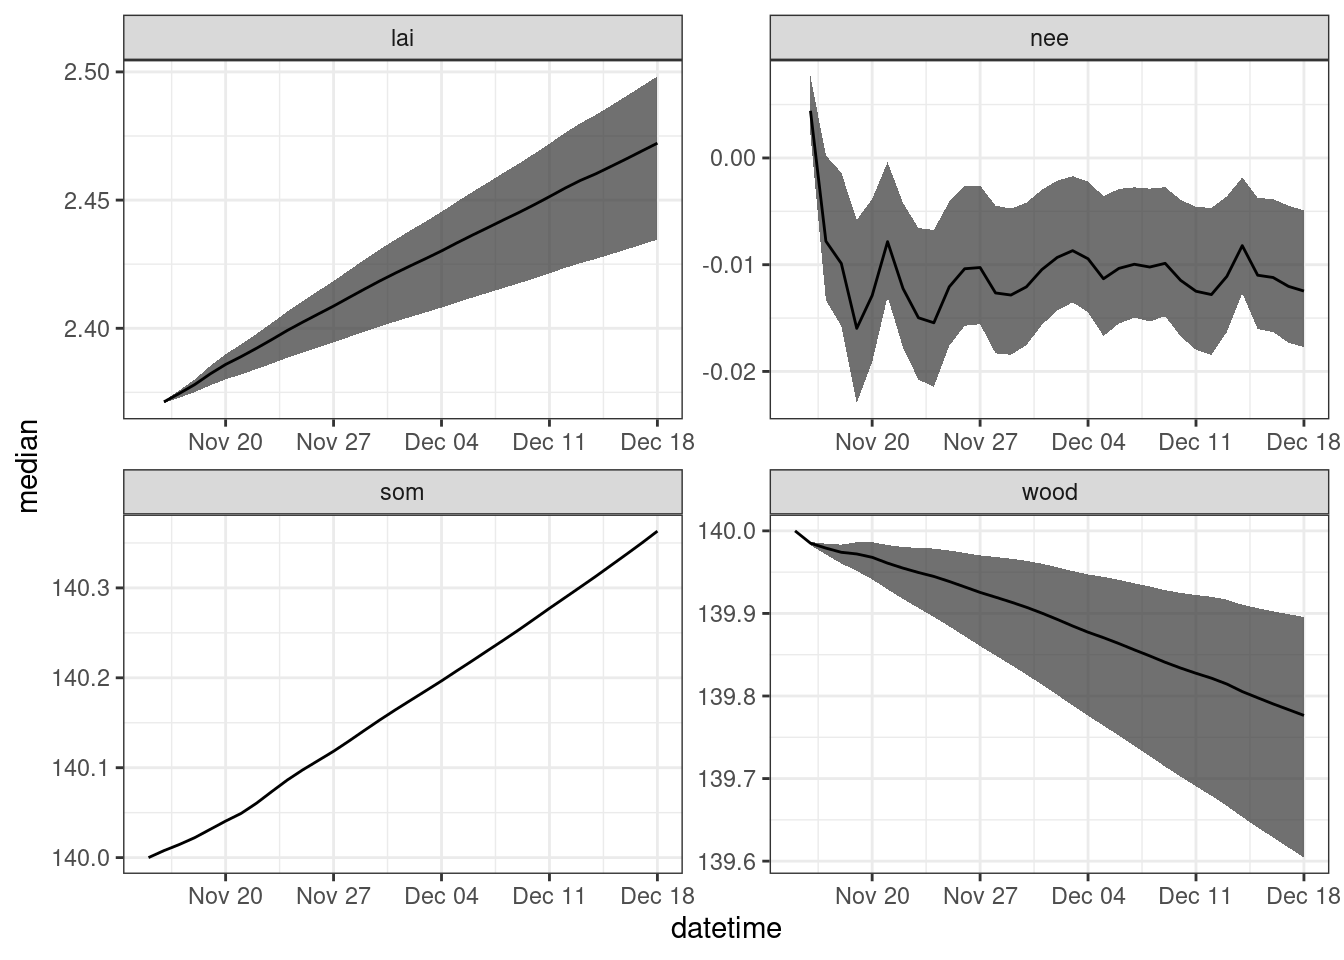 lai
nee
2.50
2.45
2.40
0.00
-0.01
-0.02
Nov 20 Nov 27 Dec 04 Dec 11 Dec 18
Nov 20 Nov 27 Dec 04 Dec 11 Dec 18
median
som
wood
140.3
140.2
140.1
140.0
140.0
139.9
139.8
139.7
139.6
Nov 20 Nov 27 Dec 04 Dec 11 Dec 18
Nov 20 Nov 27 Dec 04 Dec 11 Dec 18
datetime